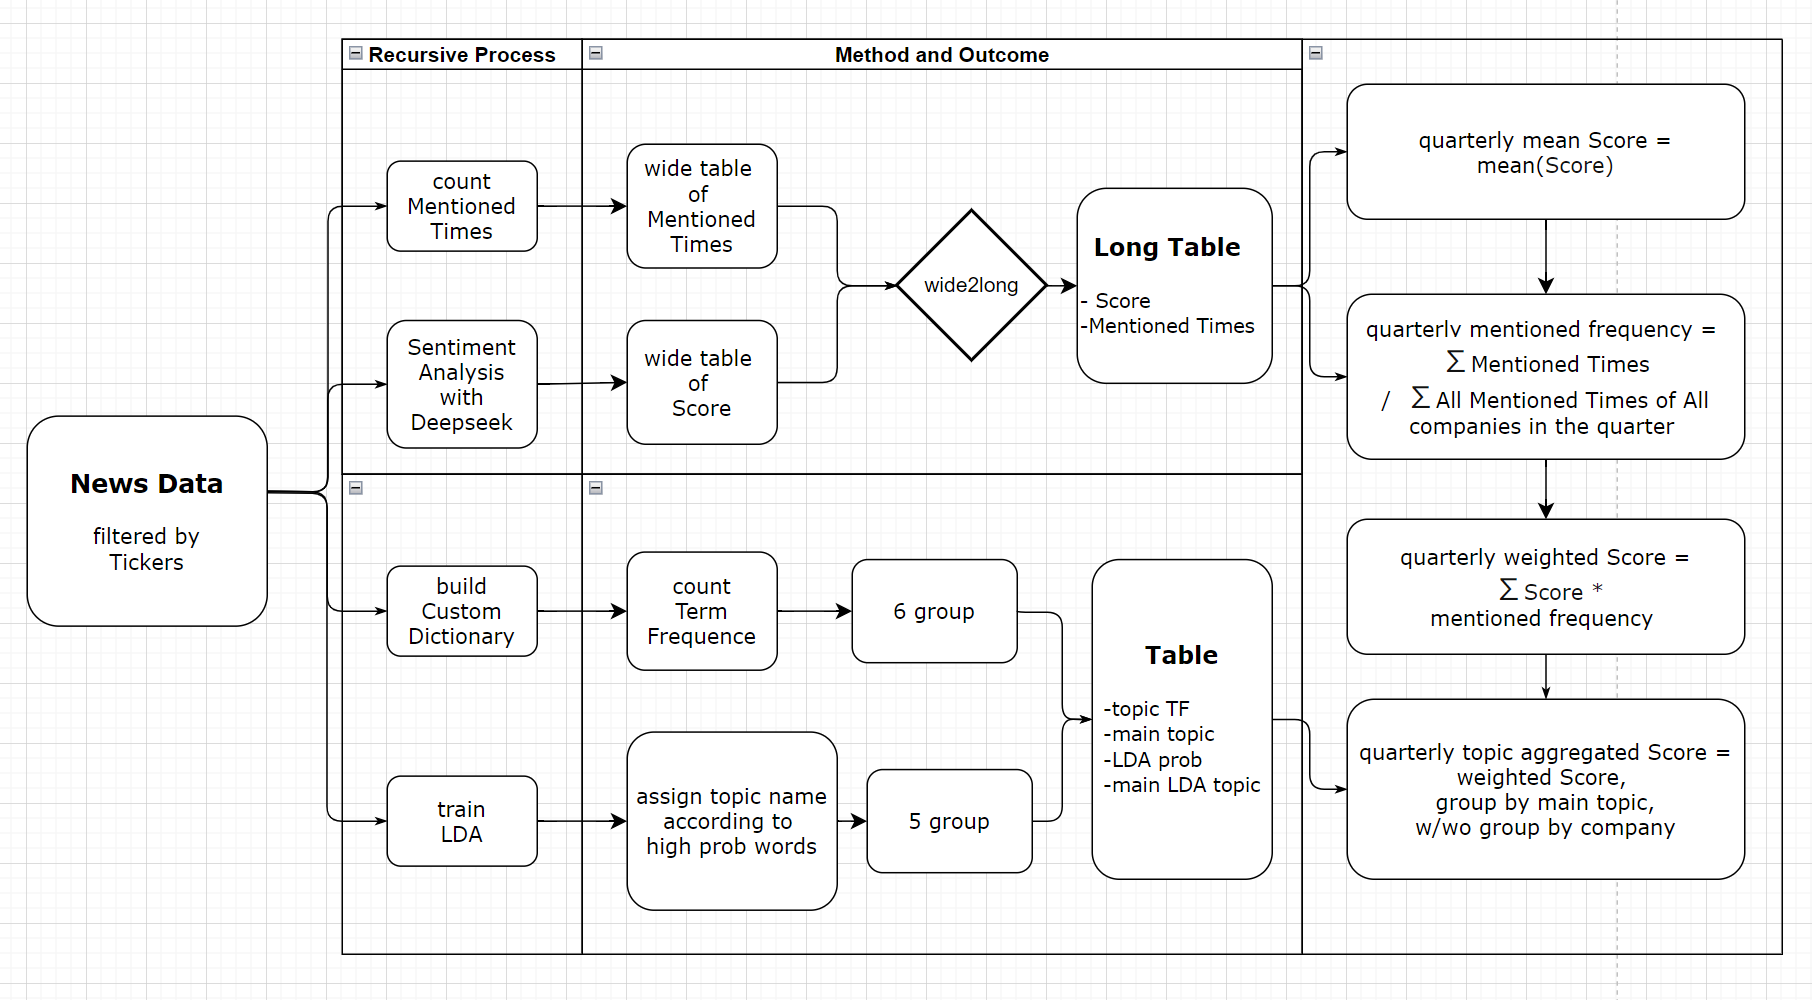 Recursive Process
Method and Outcome
count
Mentioned
Times
wide table
of
Mentioned
Times
Sentiment
Analysis
with
Deepseek
wide table
of
Score
wide2long
Long Table
- Score
-Mentioned Times
quarterly mean Score =
mean(Score)
quarterly mentioned frequency =
∑ Mentioned Times
/ ∑ All Mentioned Times of All
companies in the quarter
quarterly weighted Score =
∑ Score *
mentioned frequency
quarterly topic aggregated Score =
weighted Score,
group by main topic,
w/wo group by company
News Data
filtered by
Tickers
build
Custom
Dictionary
count
Term
Frequence
6 group
train
LDA
assign topic name
according to
high prob words
5 group
Table
-topic TF
-main topic
-LDA prob
-main LDA topic